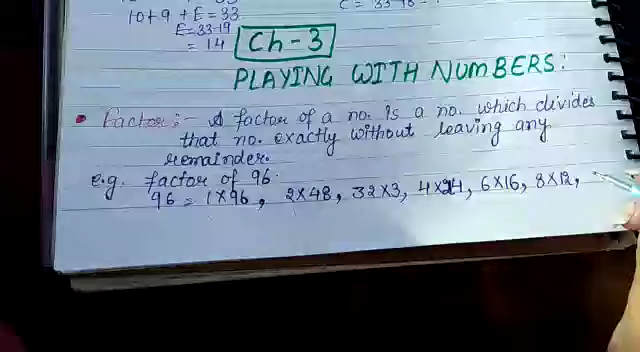 10+9+E=33
E=33-19
= 14
Ch-3
PLAYING WITH NUMBERS:
• Factor:- A factor of a no. is a no. which divides
that no. exactly without leaving any
remainder.
e.g. factor of 96.
96 = 1×96, 2×48, 32×3, 4×24, 6×16, 8×12,